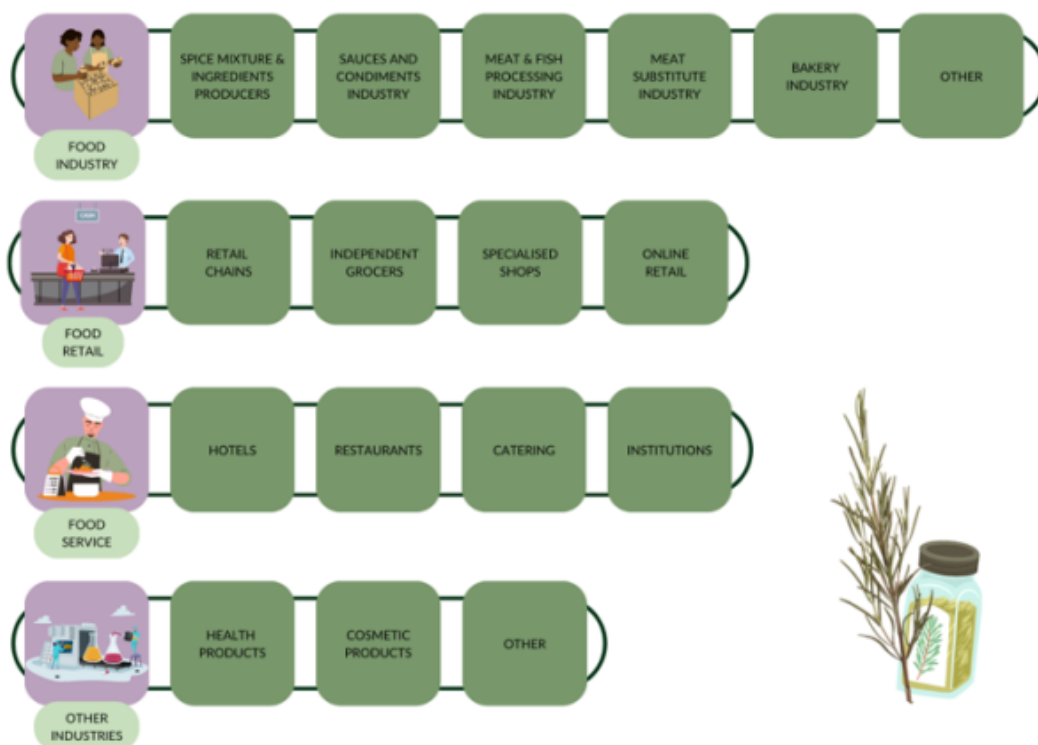 SPICE MIXTURE &
INGREDIENTS
PRODUCERS
SAUCES AND
CONDIMENTS
INDUSTRY
MEAT & FISH
PROCESSING
INDUSTRY
MEAT
SUBSTITUTE
INDUSTRY
BAKERY
INDUSTRY
OTHER
FOOD
INDUSTRY
RETAIL
CHAINS
INDEPENDENT
GROCERS
SPECIALISED
SHOPS
ONLINE
RETAIL
FOOD
RETAIL
HOTELS
RESTAURANTS
CATERING
INSTITUTIONS
FOOD
SERVICE
HEALTH
PRODUCTS
COSMETIC
PRODUCTS
OTHER
OTHER
INDUSTRIES